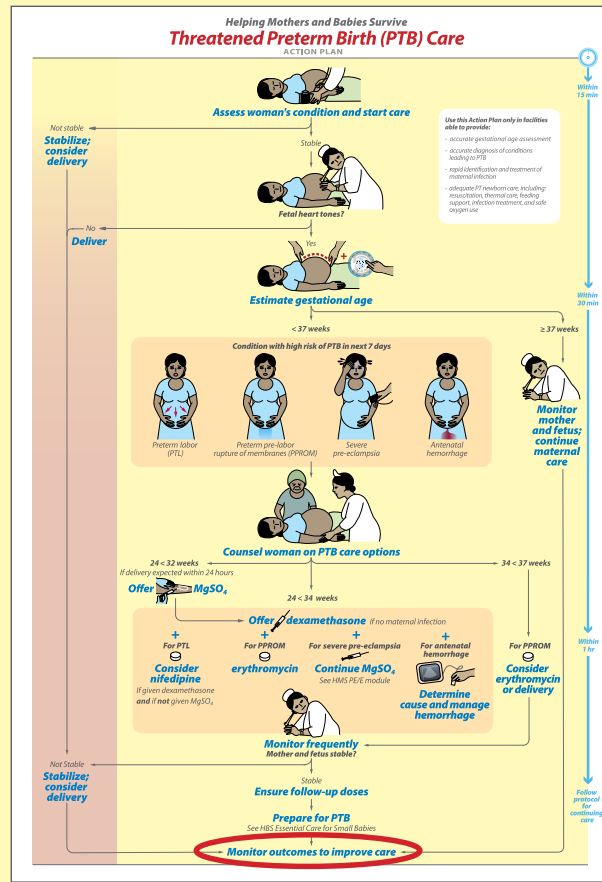 Helping Mothers and Babies Survive
Threatened Preterm Birth (PTB) Care
ACTION PLAN
Within
15 min
Assess woman's condition and start care
Not stable
Stabilize;
consider
delivery
Stable
Use this Action Plan only in facilities
able to provide:
- accurate gestational age assessment
- accurate diagnosis of conditions
leading to PTB
- rapid identification and treatment of
maternal infection
- adequate PT newborn care, including:
resuscitation, thermal care, feeding
support, infection treatment, and safe
oxygen use
Fetal heart tones?
No
Deliver
Yes
+
Estimate gestational age
Within
30 min
< 37 weeks
≥ 37 weeks
Condition with high risk of PTB in next 7 days
Preterm labor
(PTL)
Preterm pre-labor
rupture of membranes (PPROM)
Severe
pre-eclampsia
Antenatal
hemorrhage
Monitor
mother
and fetus;
continue
maternal
care
Counsel woman on PTB care options
24 < 32 weeks
If delivery expected within 24 hours
Offer MgSO₄
24 < 34 weeks
34 < 37 weeks
Offer dexamethasone If no maternal infection
Within
1 hr
+
For PTL
Consider
nifedipine
If given dexamethasone
and if not given MgSO₄
+
For PPROM
erythromycin
+
For severe pre-eclampsia
Continue MgSO₄
See HMS PE/E module
+
For antenatal
hemorrhage
Determine
cause and manage
hemorrhage
For PPROM
Consider
erythromycin
or delivery
Monitor frequently
Mother and fetus stable?
Not Stable
Stabilize;
consider
delivery
Stable
Ensure follow-up doses
Follow
protocol
for
continuing
care
Prepare for PTB
See HBS Essential Care for Small Babies
Monitor outcomes to improve care